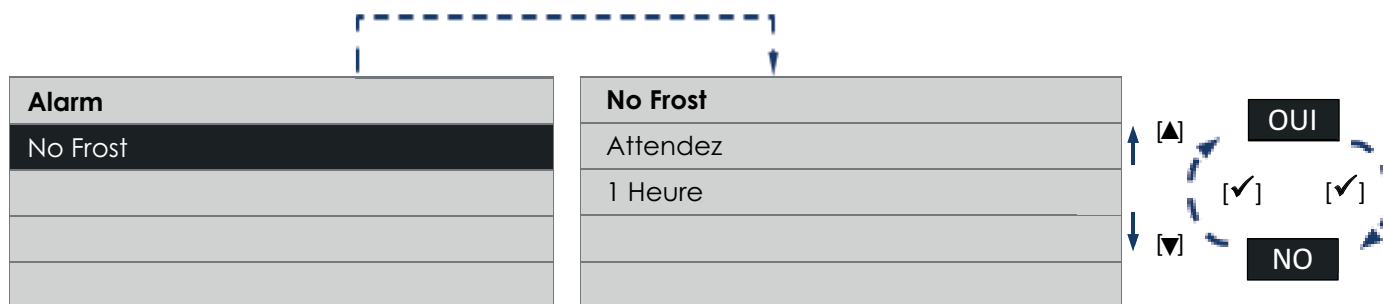 Alarm
No Frost
No Frost
Attendez
1 Heure
[▲]
OUI
[✓] [✓]
[▼]
NO